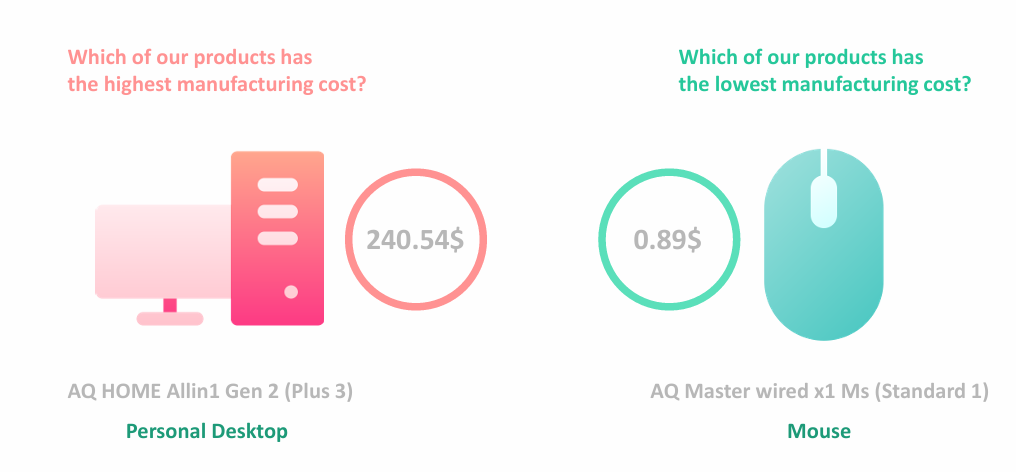 Which of our products has
the highest manufacturing cost?
240.54$
AQ HOME Allin1 Gen 2 (Plus 3)
Personal Desktop
Which of our products has
the lowest manufacturing cost?
0.89$
AQ Master wired x1 Ms (Standard 1)
Mouse